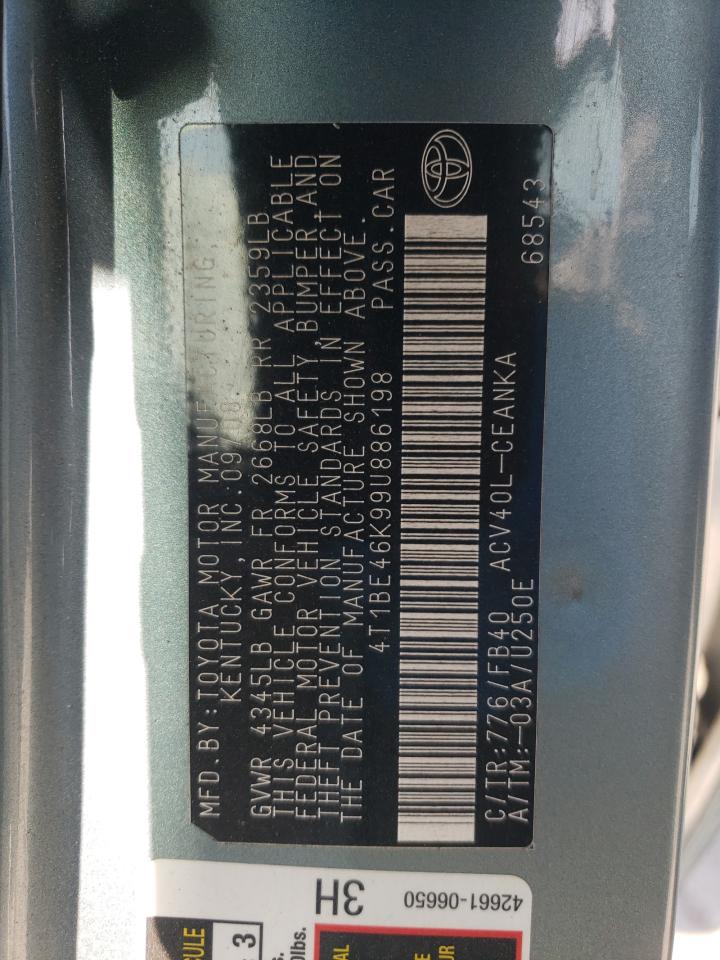 MFD.BY:TOYOTA MOTOR MANUFACTURING,
KENTUCKY, INC. 09/08
GVWR 4345LB GAWR FR 2668LB RR 2359LB
THIS VEHICLE CONFORMS TO ALL APPLICABLE
FEDERAL MOTOR VEHICLE SAFETY, BUMPER AND
THEFT PREVENTION STANDARDS IN EFFECT ON
THE DATE OF MANUFACTURE SHOWN ABOVE.
4T1BE46K99U886198 PASS.CAR
C/TR:776/FB40 ACV40L-CEANKA
A/TM:-03A/U250E 68543
42661-06650
3H
3